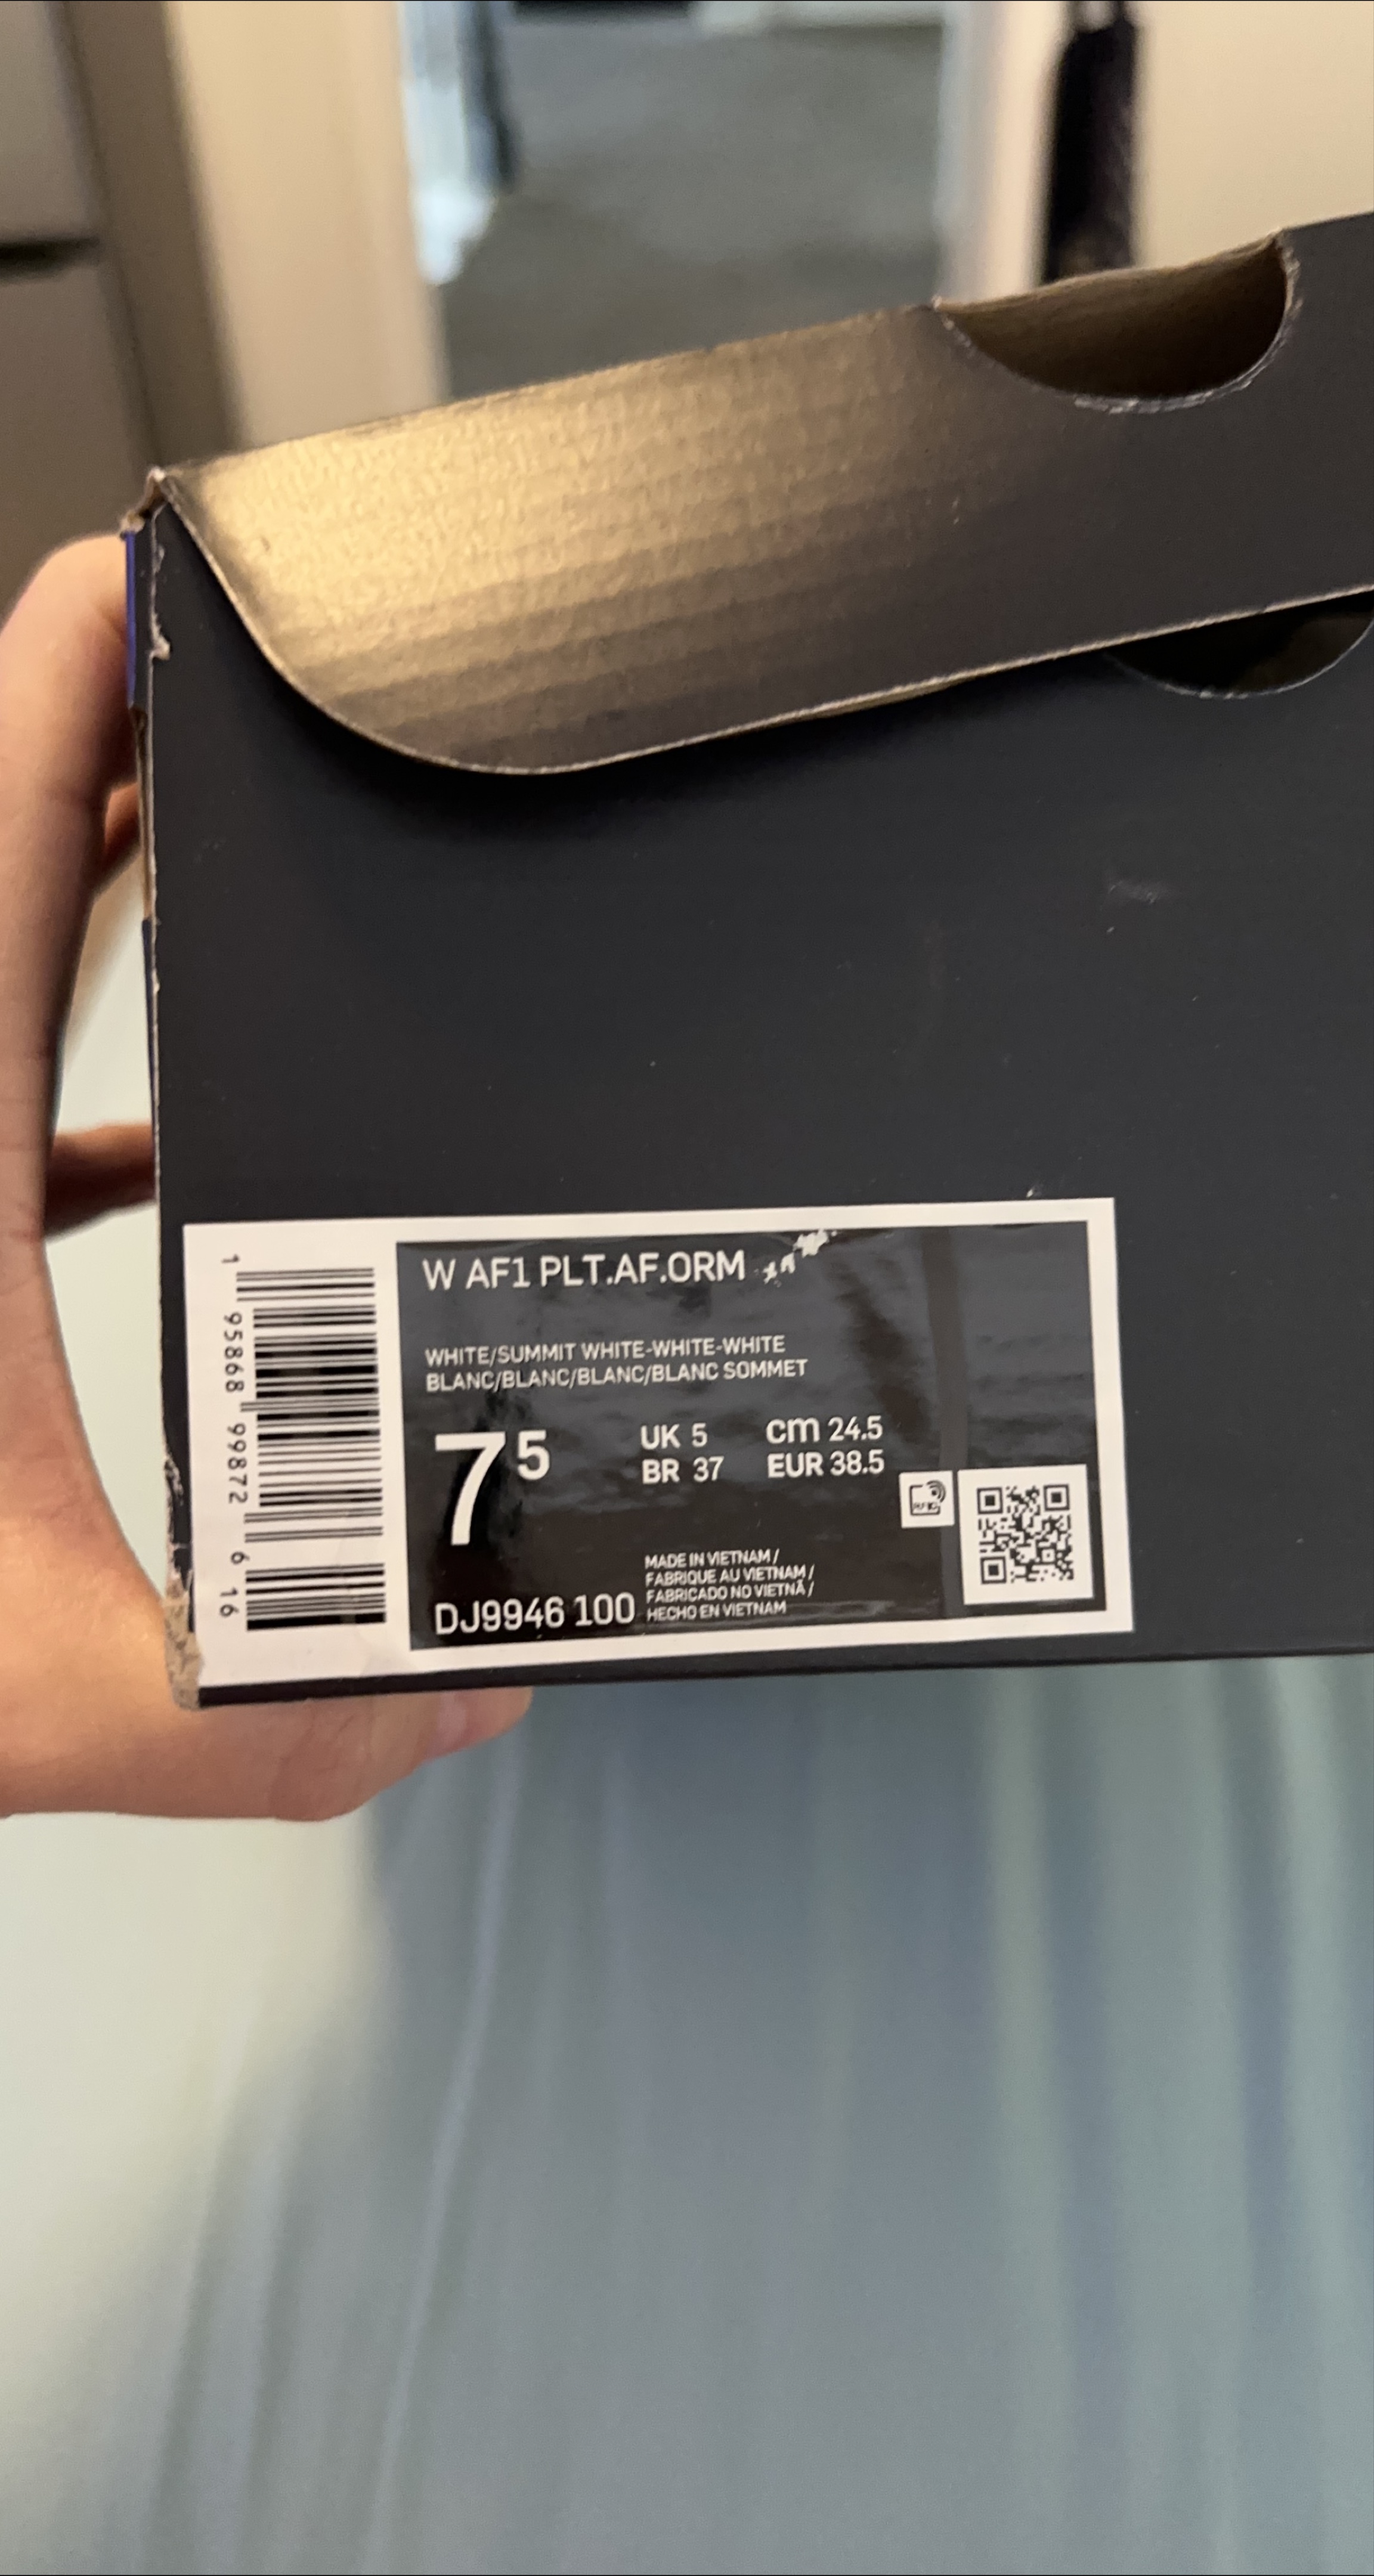 W AF1 PLT.AF.ORM
WHITE/SUMMIT WHITE-WHITE-WHITE
BLANC/BLANC/BLANC/BLANC SOMMET
7 5
UK 5
cm 24.5
BR 37
EUR 38.5
MADE IN VIETNAM /
FABRIQUE AU VIETNAM /
FABRICADO NO VIETNÃ /
HECHO EN VIETNAM
DJ9946 100
RFID
1 95868 99872 6 16